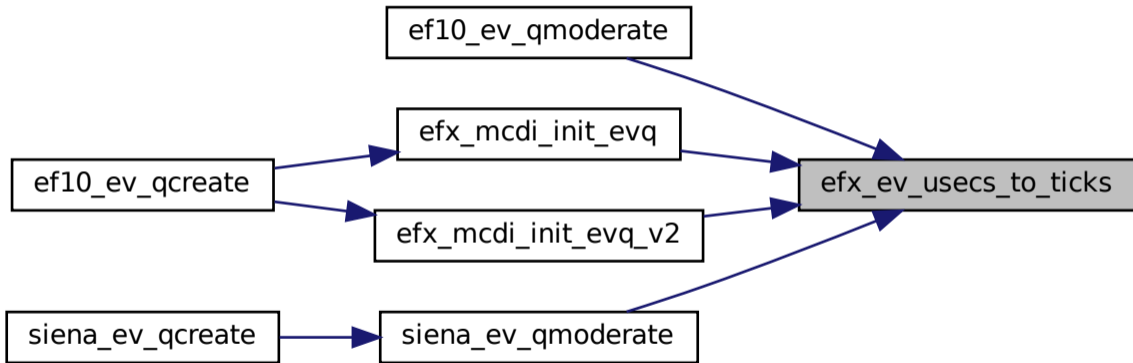 ef10_ev_qmoderate
efx_mcdi_init_evq
ef10_ev_qcreate
efx_ev_usecs_to_ticks
efx_mcdi_init_evq_v2
siena_ev_qcreate
siena_ev_qmoderate